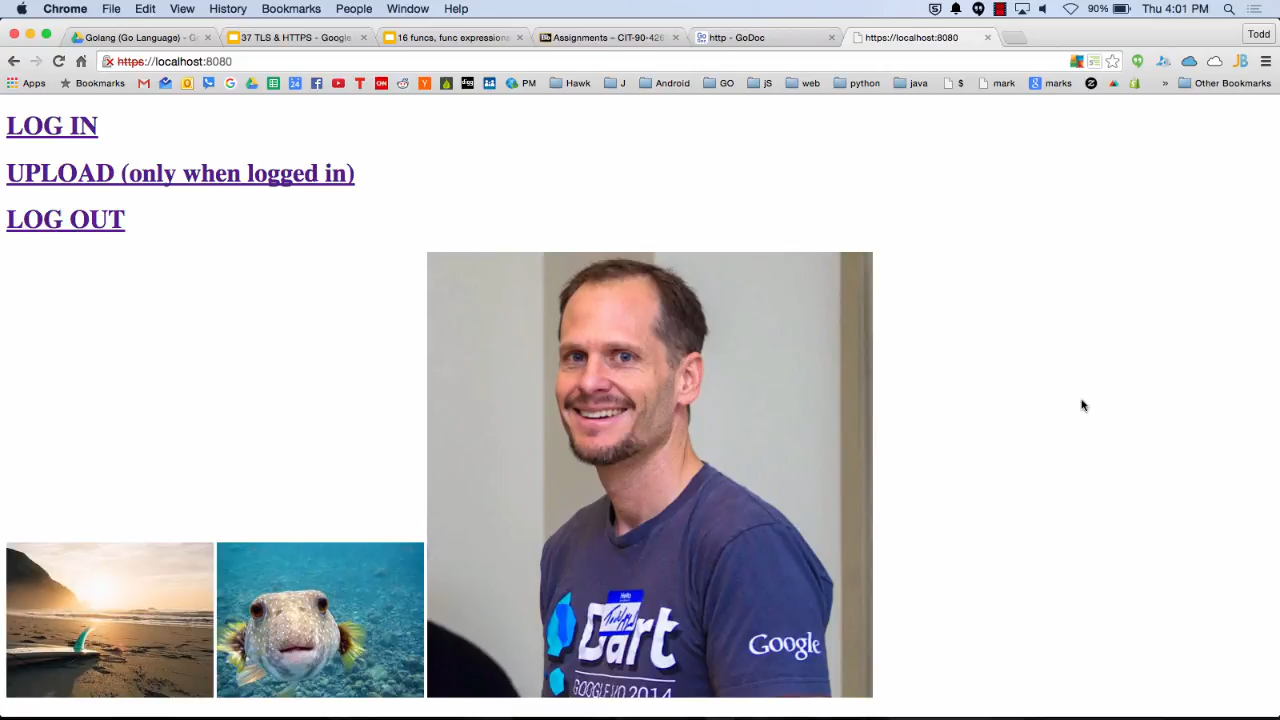 Chrome File Edit View History Bookmarks People Window Help 90% Thu 4:01 PM
Golang (Go Language) - G 37 TLS & HTTPS - Google 16 funcs, func expressions Assignments – CIT-90-426 http - GoDoc https://localhost:8080 Todd
https://localhost:8080
Apps Bookmarks PM Hawk J Android GO jS web python java $ mark marks Other Bookmarks
LOG IN
UPLOAD (only when logged in)
LOG OUT
Hello
Dart
Google
GOOGLE I/O 2014